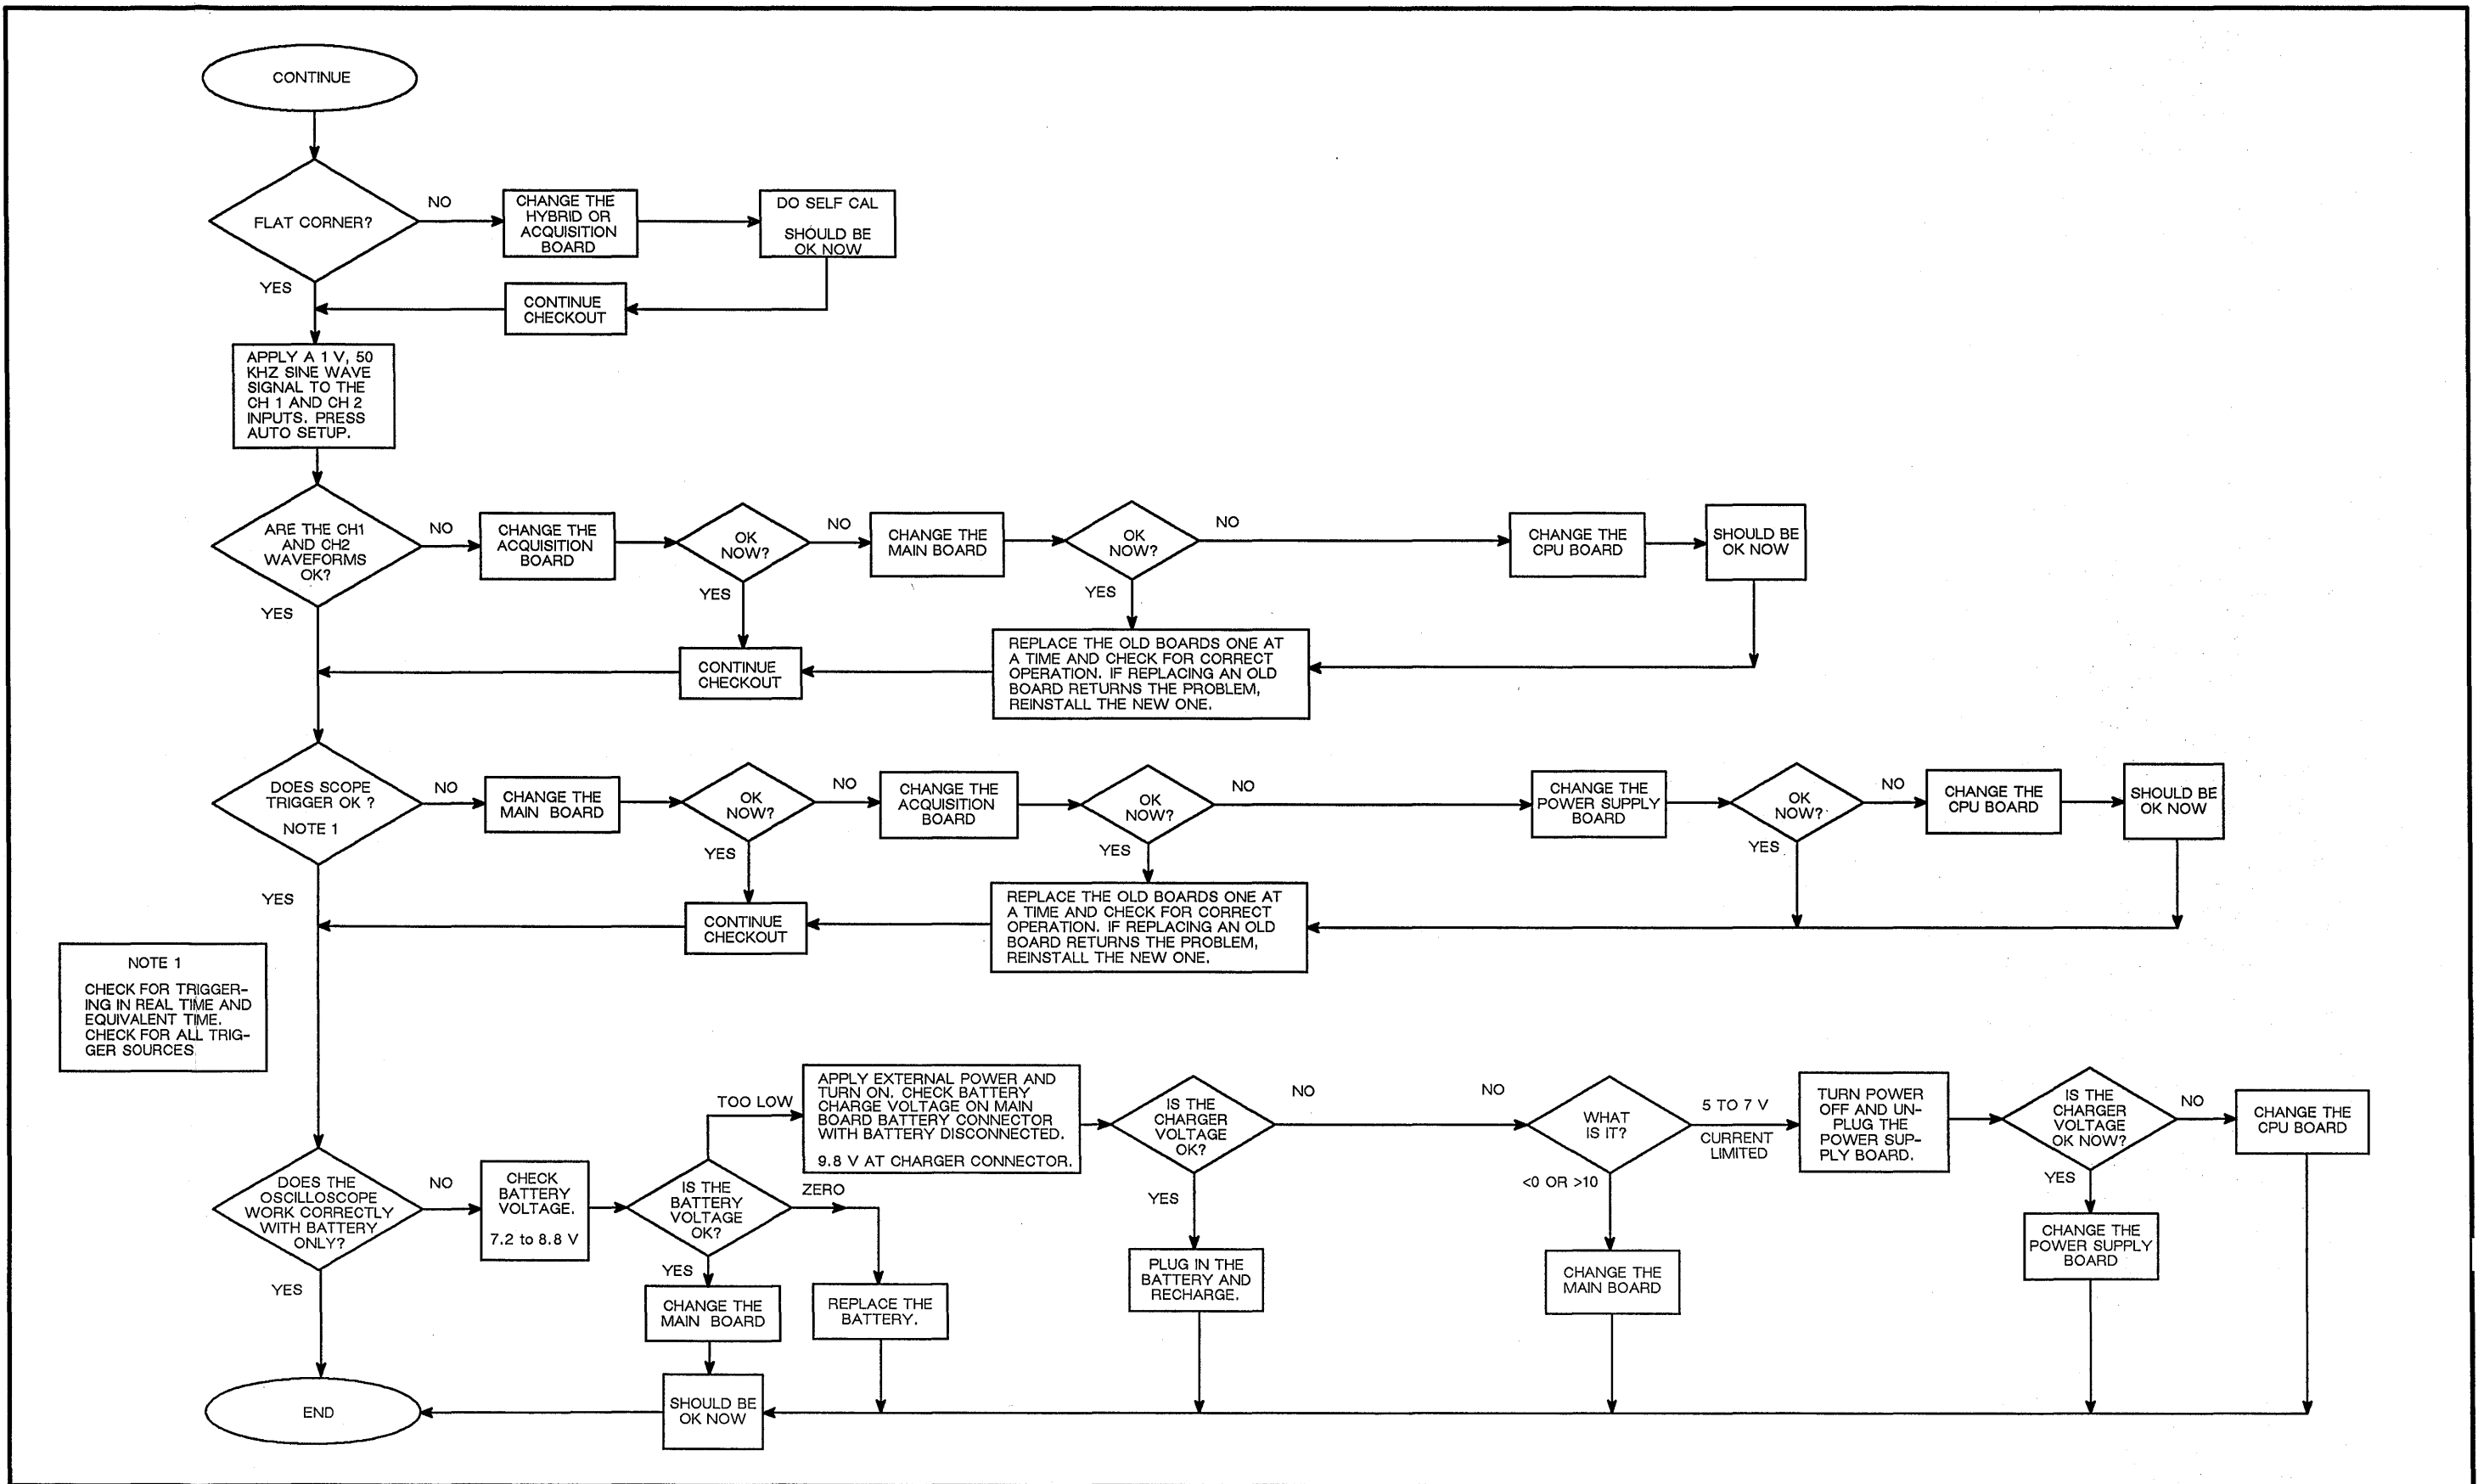 CONTINUE
FLAT CORNER?
NO
CHANGE THE
HYBRID OR
ACQUISITION
BOARD
DO SELF CAL
SHOULD BE
OK NOW
YES
CONTINUE
CHECKOUT
APPLY A 1 V, 50
KHZ SINE WAVE
SIGNAL TO THE
CH 1 AND CH 2
INPUTS. PRESS
AUTO SETUP.
ARE THE CH1
AND CH2
WAVEFORMS
OK?
NO
CHANGE THE
ACQUISITION
BOARD
OK
NOW?
NO
CHANGE THE
MAIN BOARD
OK
NOW?
NO
CHANGE THE
CPU BOARD
SHOULD BE
OK NOW
YES
YES
YES
CONTINUE
CHECKOUT
REPLACE THE OLD BOARDS ONE AT
A TIME AND CHECK FOR CORRECT
OPERATION. IF REPLACING AN OLD
BOARD RETURNS THE PROBLEM,
REINSTALL THE NEW ONE.
DOES SCOPE
TRIGGER OK ?
NOTE 1
NO
CHANGE THE
MAIN BOARD
OK
NOW?
NO
CHANGE THE
ACQUISITION
BOARD
OK
NOW?
NO
CHANGE THE
POWER SUPPLY
BOARD
OK
NOW?
NO
CHANGE THE
CPU BOARD
SHOULD BE
OK NOW
YES
YES
YES
YES
CONTINUE
CHECKOUT
REPLACE THE OLD BOARDS ONE AT
A TIME AND CHECK FOR CORRECT
OPERATION. IF REPLACING AN OLD
BOARD RETURNS THE PROBLEM,
REINSTALL THE NEW ONE.
NOTE 1
CHECK FOR TRIGGER-
ING IN REAL TIME AND
EQUIVALENT TIME.
CHECK FOR ALL TRIG-
GER SOURCES
DOES THE
OSCILLOSCOPE
WORK CORRECTLY
WITH BATTERY
ONLY?
NO
CHECK
BATTERY
VOLTAGE.
7.2 to 8.8 V
IS THE
BATTERY
VOLTAGE
OK?
TOO LOW
APPLY EXTERNAL POWER AND
TURN ON. CHECK BATTERY
CHARGE VOLTAGE ON MAIN
BOARD BATTERY CONNECTOR
WITH BATTERY DISCONNECTED.
9.8 V AT CHARGER CONNECTOR.
IS THE
CHARGER
VOLTAGE
OK?
NO
NO
WHAT
IS IT?
5 TO 7 V
CURRENT
LIMITED
TURN POWER
OFF AND UN-
PLUG THE
POWER SUP-
PLY BOARD.
IS THE
CHARGER
VOLTAGE
OK NOW?
NO
CHANGE THE
CPU BOARD
ZERO
YES
YES
YES
<0 OR >10
YES
CHANGE THE
MAIN BOARD
REPLACE THE
BATTERY.
PLUG IN THE
BATTERY AND
RECHARGE.
CHANGE THE
MAIN BOARD
CHANGE THE
POWER SUPPLY
BOARD
END
SHOULD BE
OK NOW